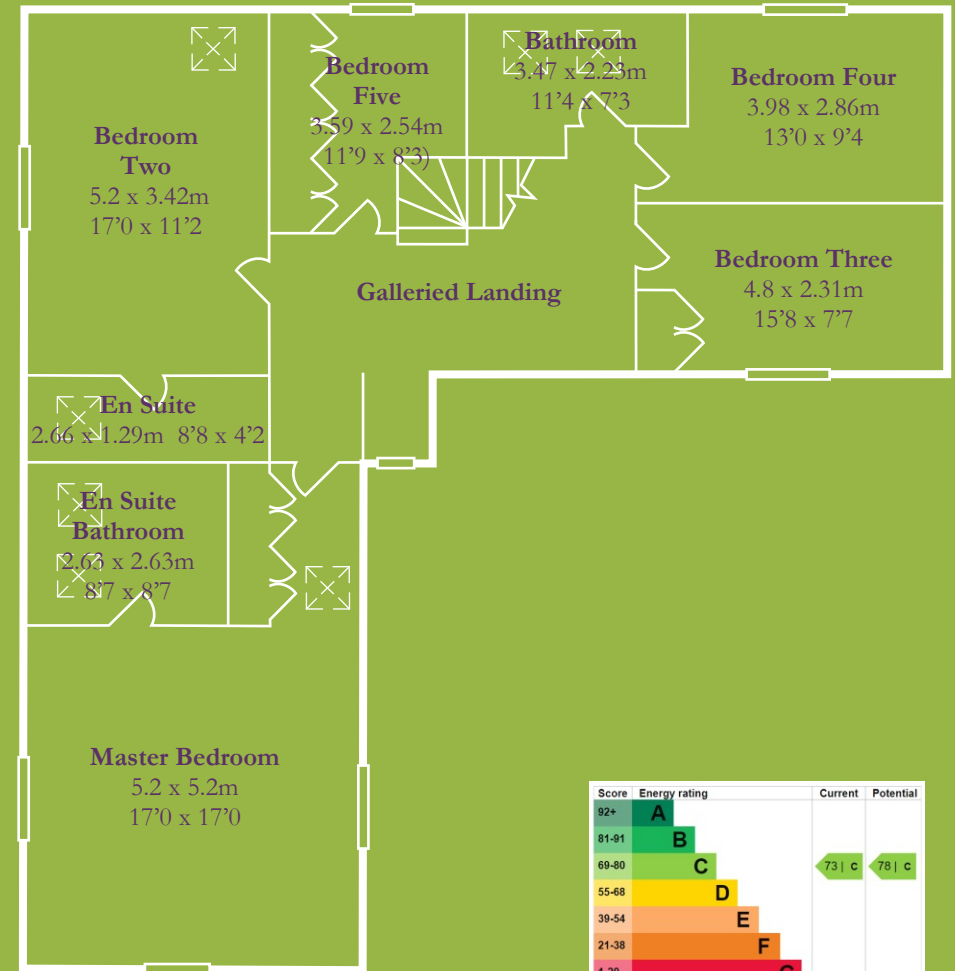 Bedroom
Two
5.2 x 3.42m
17’0 x 11’2
Bedroom
Five
3.59 x 2.54m
11’9 x 8’3)
Bathroom
3.47 x 2.23m
11’4 x 7’3
Bedroom Four
3.98 x 2.86m
13’0 x 9’4
Bedroom Three
4.8 x 2.31m
15’8 x 7’7
Galleried Landing
En Suite
2.66 x 1.29m 8’8 x 4’2
En Suite
Bathroom
2.63 x 2.63m
8’7 x 8’7
Master Bedroom
5.2 x 5.2m
17’0 x 17’0
Score Energy rating Current Potential
92+ A
81-91 B
69-80 C 73 | C 78 | C
55-68 D
39-54 E
21-38 F
1-20 G